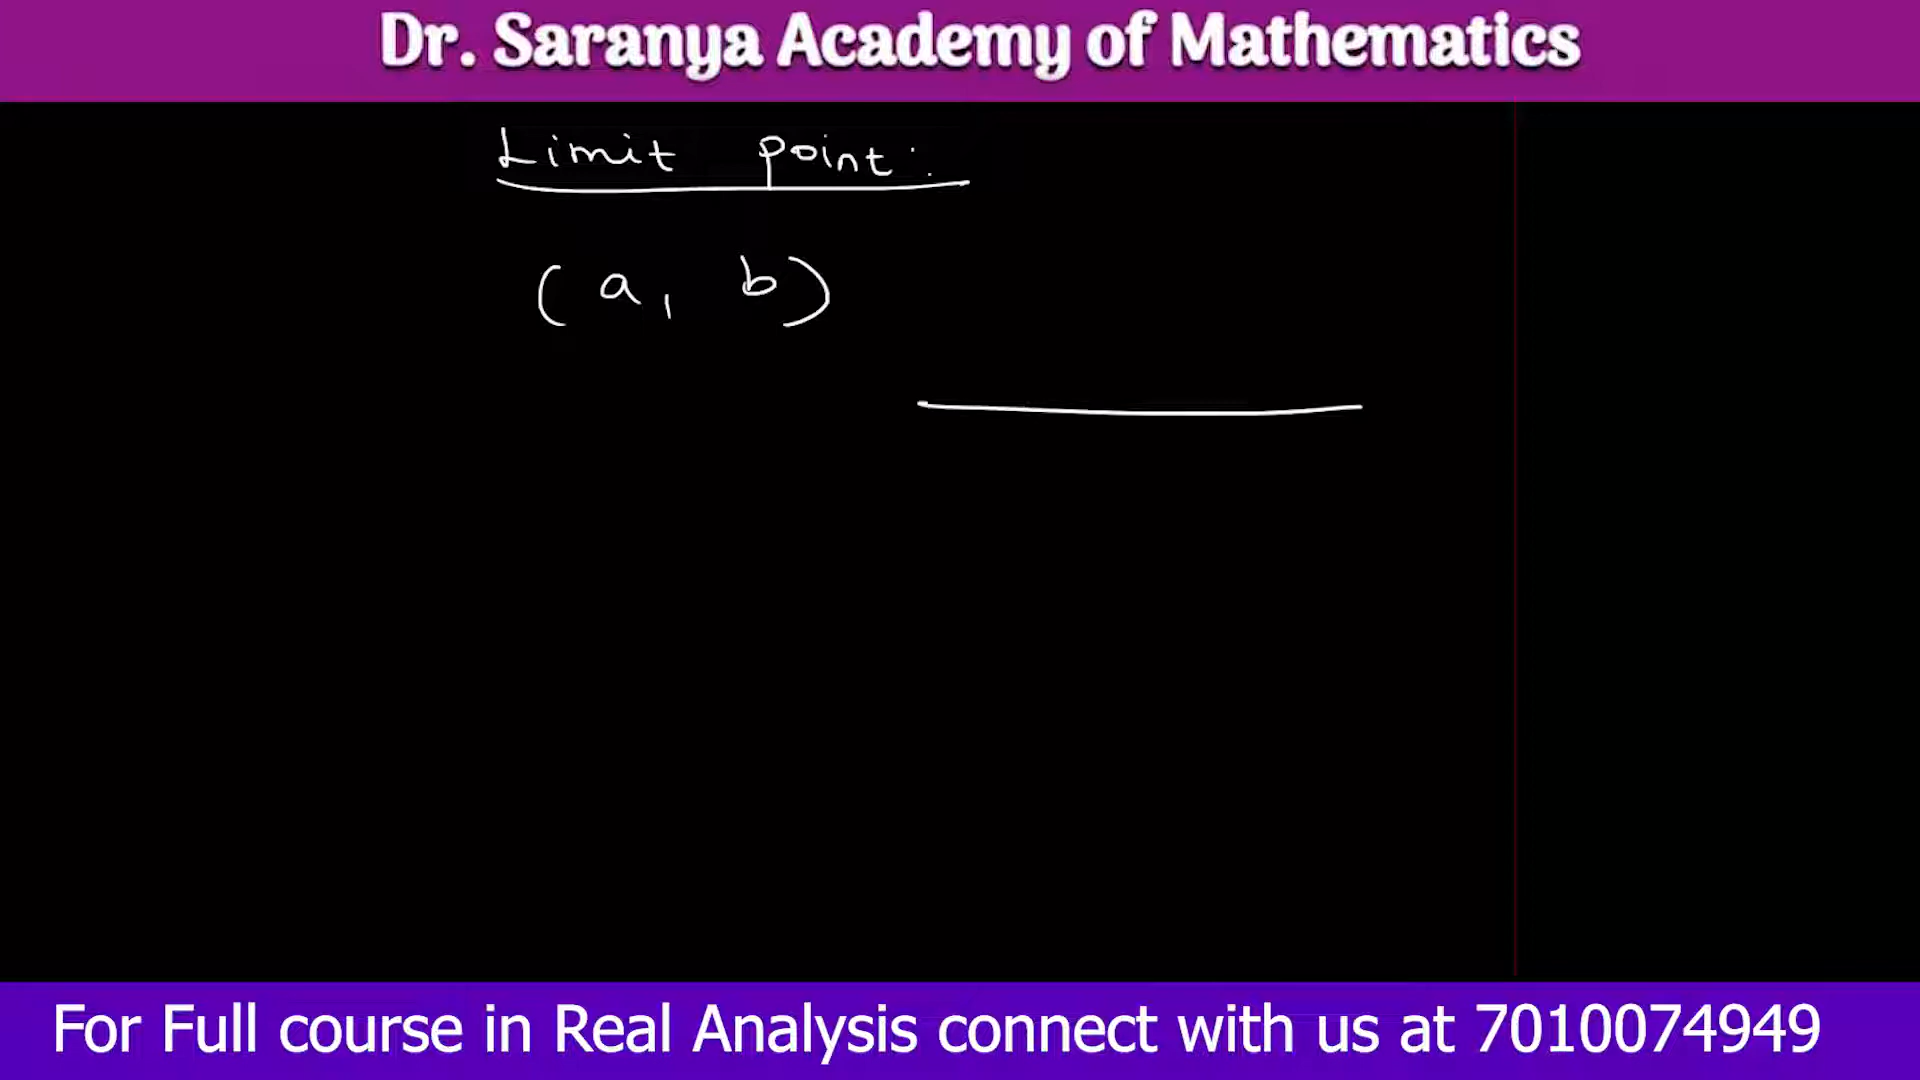 Dr. Saranya Academy of Mathematics
Limit point:
(a, b)
For Full course in Real Analysis connect with us at 7010074949